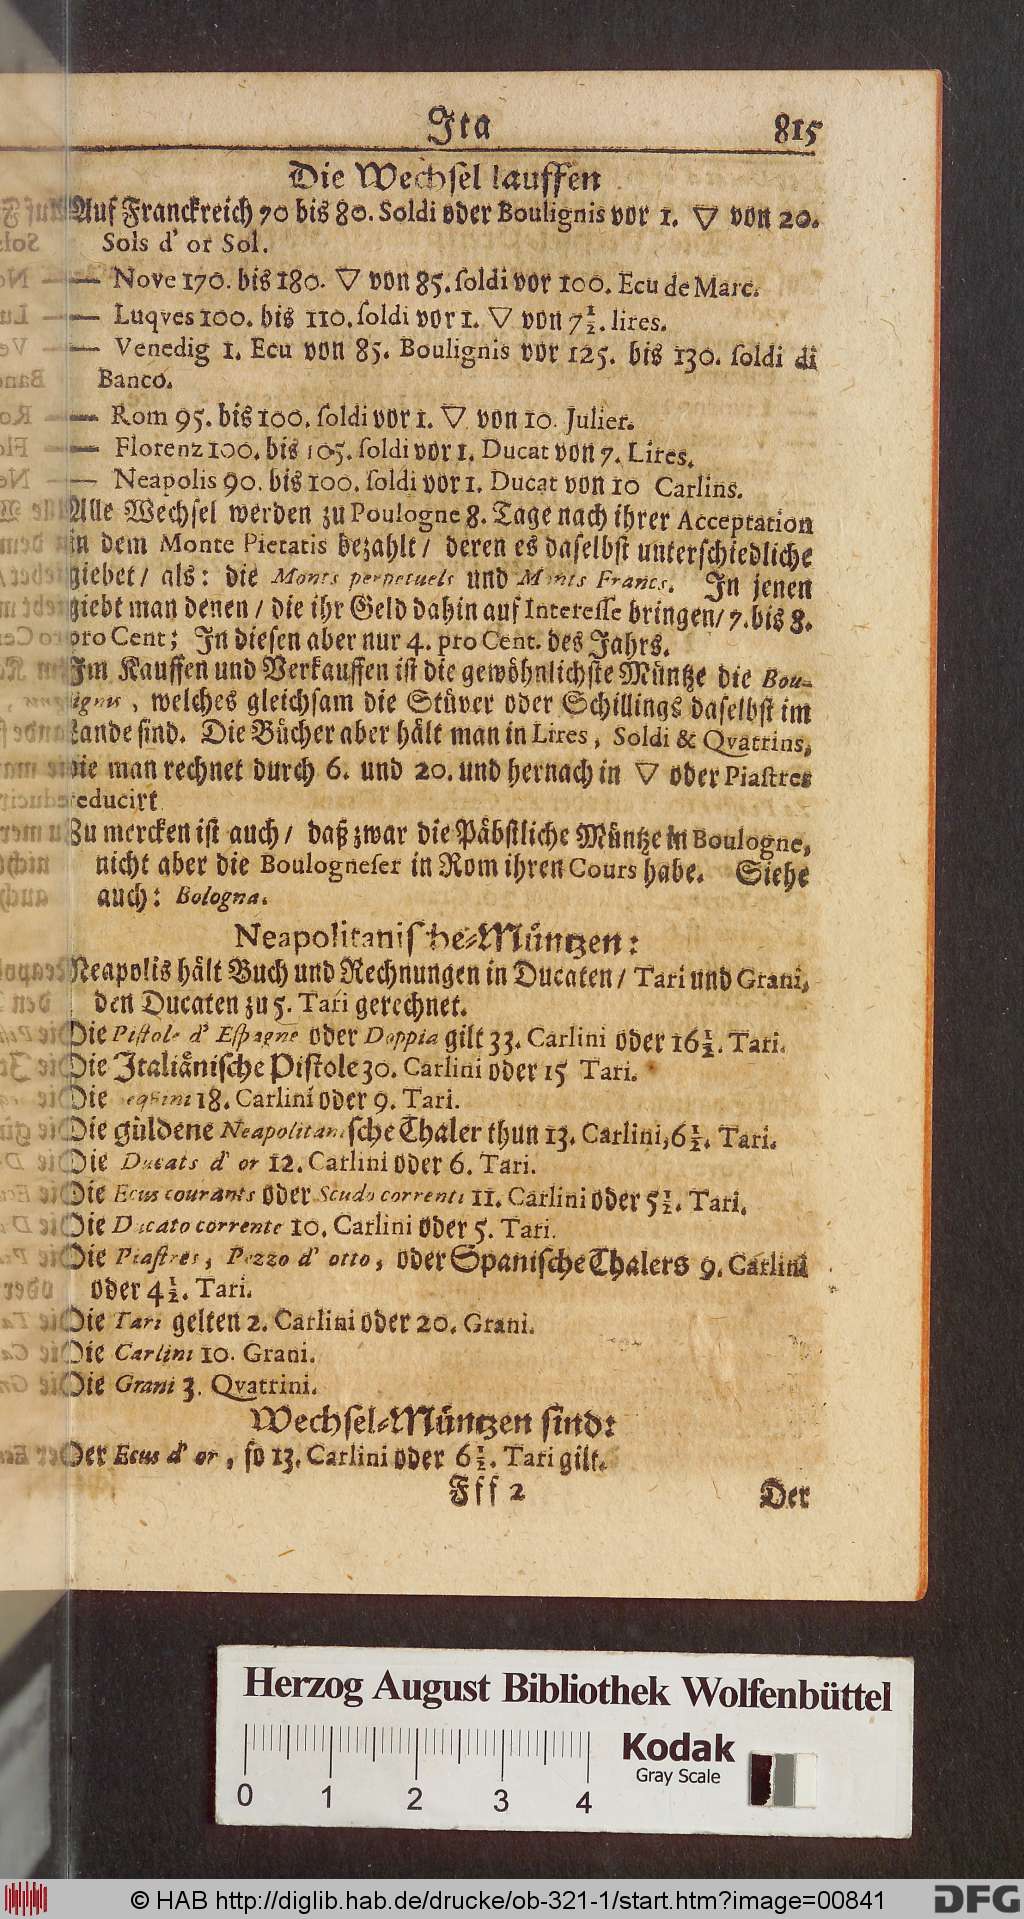 Ita 815
Die Wechsel lauffen
Auf Franckreich 70 bis 80. Soldi oder Boulignis vor 1. ▽ von 20.
Sols d' or Sol.
— Nove 170. bis 180. ▽ von 85. soldi vor 100. Ecu de Marc.
— Luqves 100. bis 110. soldi vor 1. ▽ von 7½. lires.
— Venedig 1. Ecu von 85. Boulignis vor 125. bis 130. soldi di
Banco.
— Rom 95. bis 100. soldi vor 1. ▽ von 10. Julier.
— Florenz 100. bis 105. soldi vor 1. Ducat von 7. Lires.
— Neapolis 90. bis 100. soldi vor 1. Ducat von 10 Carlins.
Alle Wechsel werden zu Poulogne 8. Tage nach ihrer Acceptation
in dem Monte Pietatis bezahlt / deren es daselbst unterschiedliche
giebet / als: die Monts perpetuels und Monts Francs. In jenen
giebt man denen / die ihr Geld dahin auf Interesse bringen / 7. bis 8.
pro Cent; In diesen aber nur 4. pro Cent. des Jahrs.
Im Kauffen und Verkauffen ist die gewöhnlichste Müntze die Bou-
ignis, welches gleichsam die Stüver oder Schillings daselbst im
Lande sind. Die Bücher aber hält man in Lires, Soldi & Qvatrins,
die man rechnet durch 6. und 20. und hernach in ▽ oder Piastres
reducirt
Zu mercken ist auch / daß zwar die Päbstliche Müntze in Boulogne,
nicht aber die Boulogneser in Rom ihren Cours habe. Siehe
auch: Bologna.
Neapolitanische-Müntzen:
Neapolis hält Buch und Rechnungen in Ducaten / Tari und Grani,
den Ducaten zu 5. Tari gerechnet.
Die Pistole d' Espagne oder Doppia gilt 33. Carlini oder 16½. Tari.
Die Italiänische Pistole 30. Carlini oder 15 Tari.
Die eqsini 18. Carlini oder 9. Tari.
Die güldene Neapolitanische Thaler thun 13. Carlini, 6½. Tari.
Die Ducats d' or 12. Carlini oder 6. Tari.
Die Ecus courants oder Scudo correnti 11. Carlini oder 5½. Tari.
Die Ducato corrente 10. Carlini oder 5. Tari.
Die Piastres, Pezzo d' otto, oder Spanische Thalers 9. Carlini
oder 4½. Tari.
Die Tari gelten 2. Carlini oder 20. Grani.
Die Carlini 10. Grani.
Die Grani 3. Qvatrini.
Wechsel-Müntzen sind:
Der Ecus d' or, so 13. Carlini oder 6½. Tari gilt.
Fff 2 Der
Herzog August Bibliothek Wolfenbüttel
Kodak
Gray Scale
0 1 2 3 4
© HAB http://diglib.hab.de/drucke/ob-321-1/start.htm?image=00841
DFG